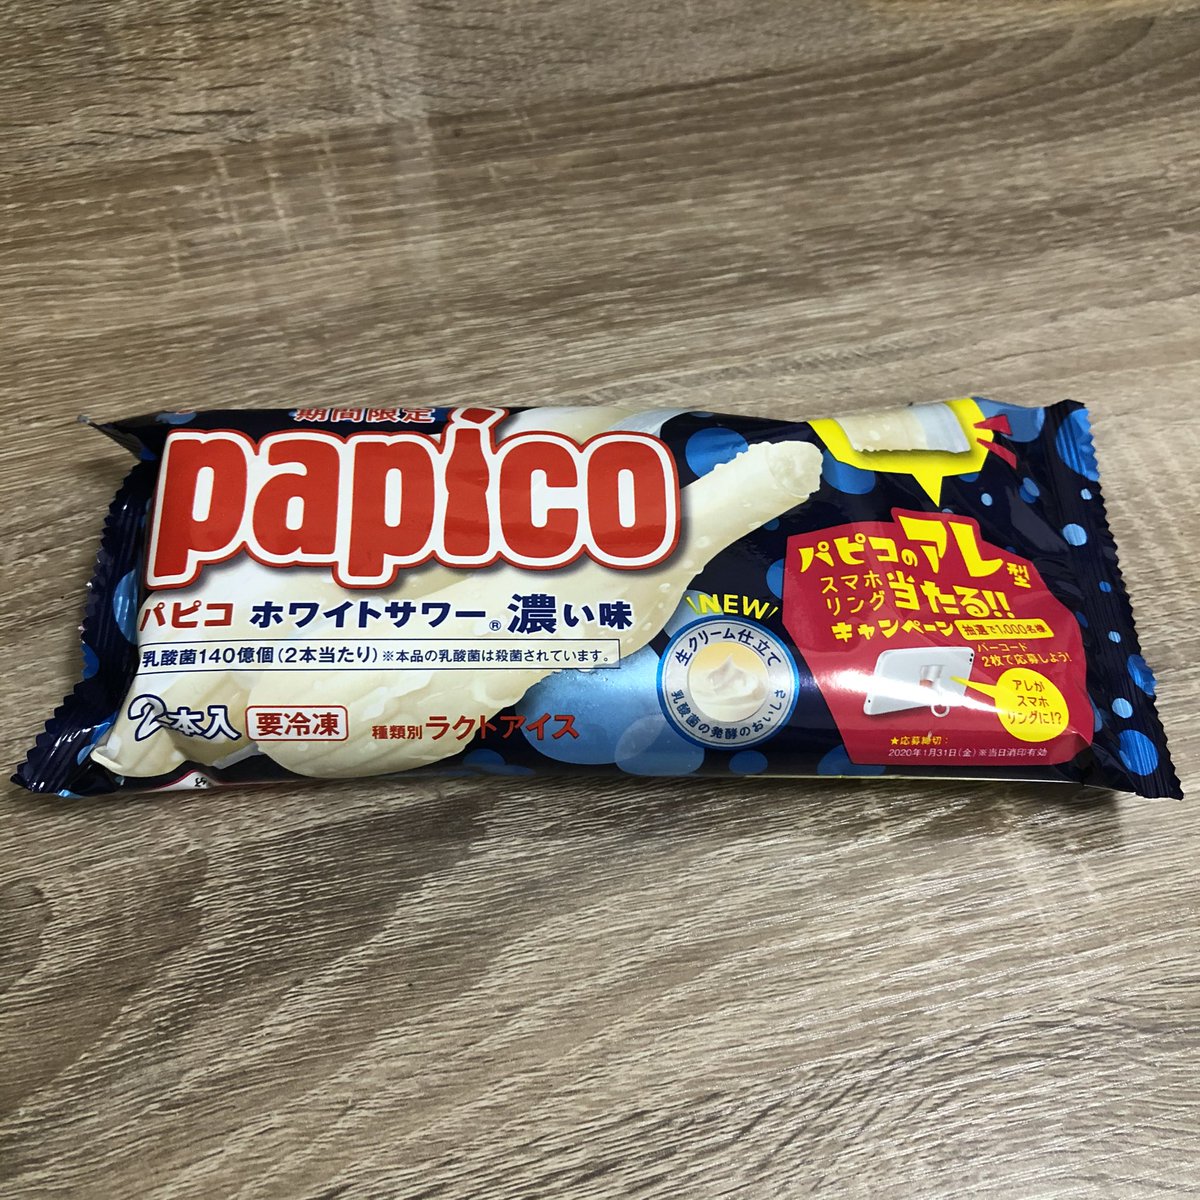 期間限定
papico
パピコ ホワイトサワー® 濃い味
乳酸菌140億個(2本当たり)※本品の乳酸菌は殺菌されています。
2本入 要冷凍 種類別ラクトアイス
NEW
生クリーム仕立て
乳酸菌の発酵のおいしさ
パピコのアレ型
スマホ
リング 当たる!!
キャンペーン 抽選で1,000名様
バーコード
2枚で応募しよう!
アレが
スマホ
リングに!?
★応募締切:
2020年1月31日(金)※当日消印有効